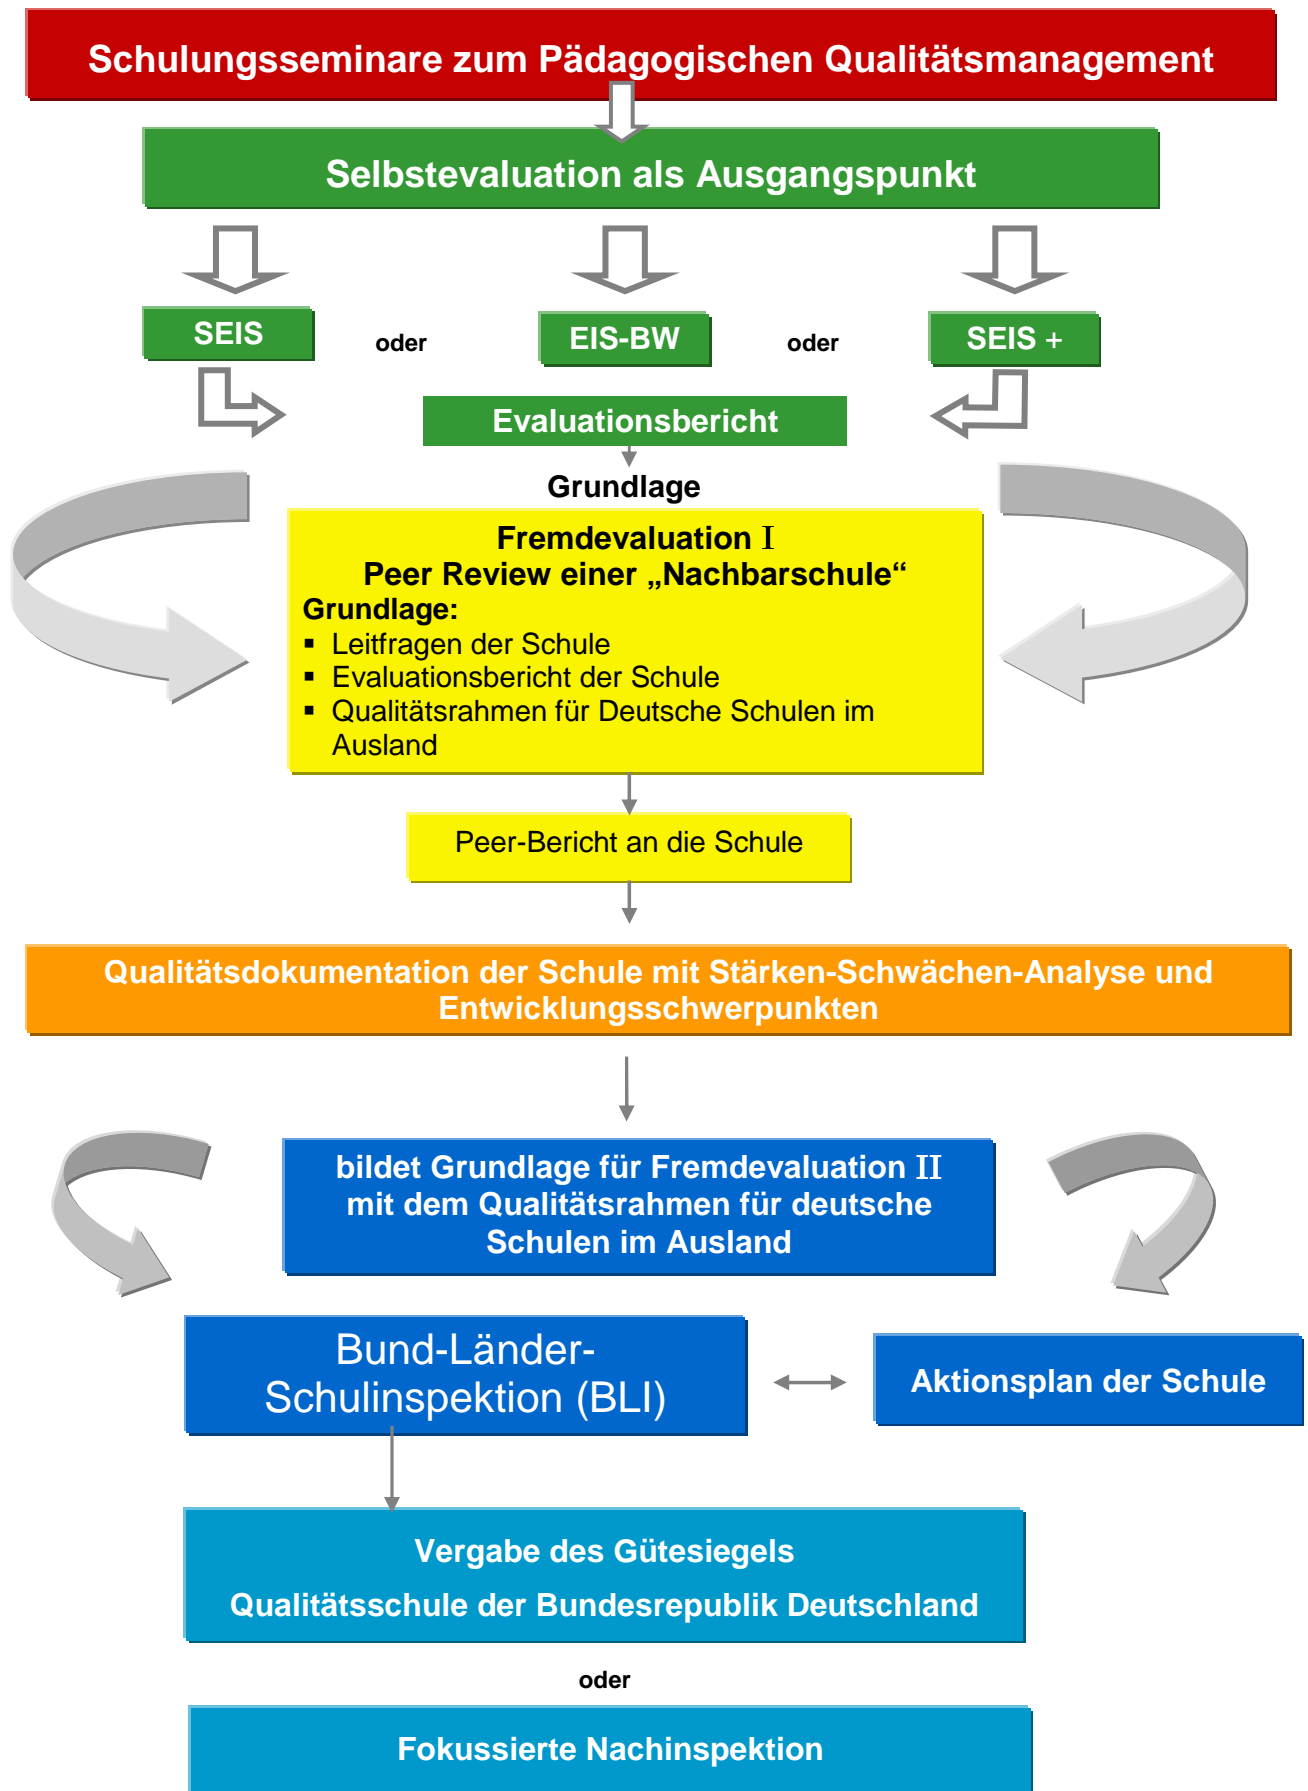 Schulungsseminare zum Pädagogischen Qualitätsmanagement
Selbstevaluation als Ausgangspunkt
SEIS
oder
EIS-BW
oder
SEIS +
Evaluationsbericht
Grundlage
Fremdevaluation I
Peer Review einer „Nachbarschule“
Grundlage:
▪ Leitfragen der Schule
▪ Evaluationsbericht der Schule
▪ Qualitätsrahmen für Deutsche Schulen im
Ausland
Peer-Bericht an die Schule
Qualitätsdokumentation der Schule mit Stärken-Schwächen-Analyse und
Entwicklungsschwerpunkten
bildet Grundlage für Fremdevaluation II
mit dem Qualitätsrahmen für deutsche
Schulen im Ausland
Bund-Länder-
Schulinspektion (BLI)
Aktionsplan der Schule
Vergabe des Gütesiegels
Qualitätsschule der Bundesrepublik Deutschland
oder
Fokussierte Nachinspektion